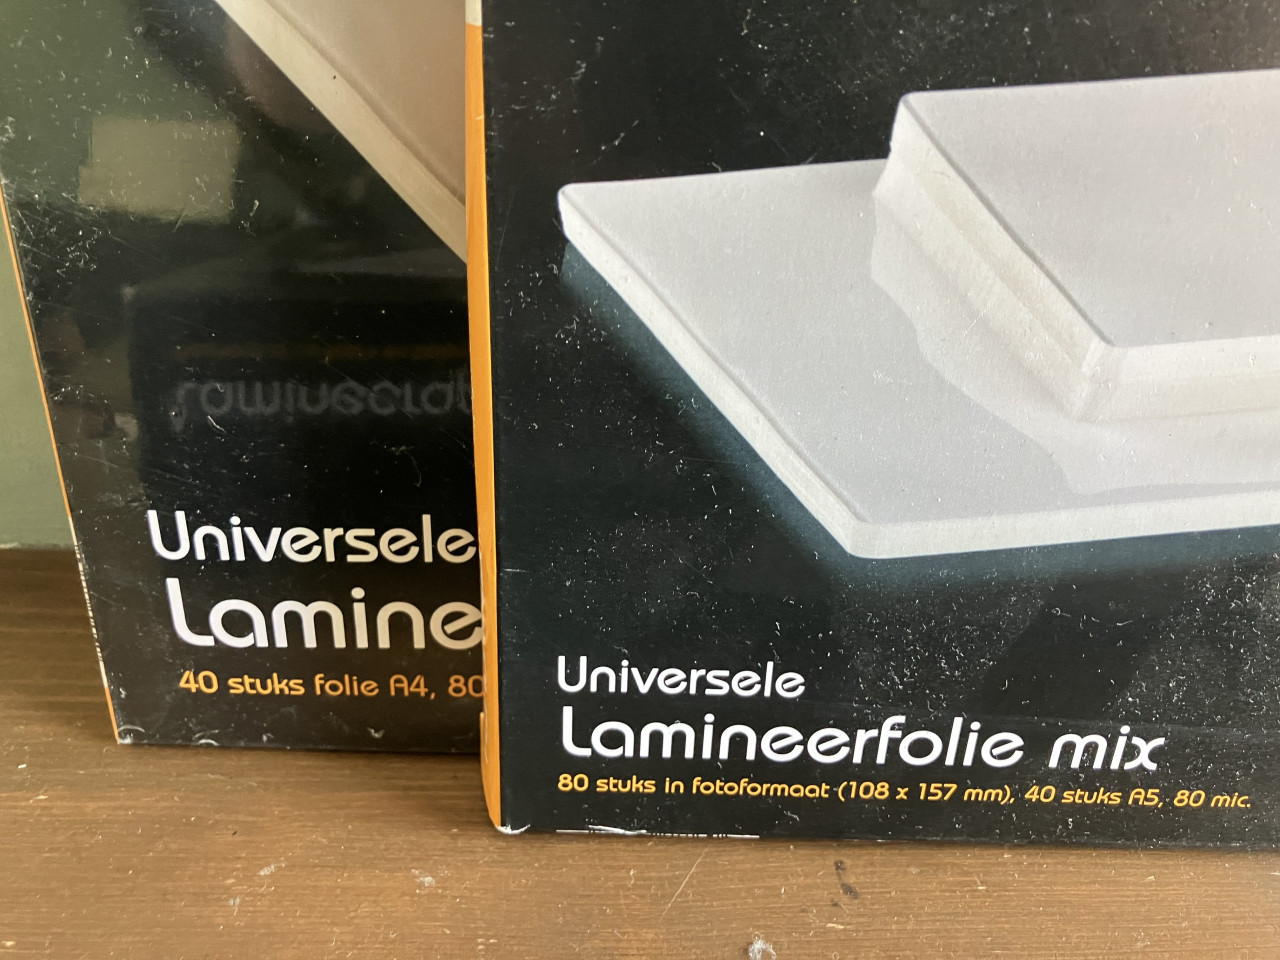 Universele
Lamine
40 stuks folie A4, 80
Universele
Lamineerfolie mix
80 stuks in fotoformaat (108 x 157 mm), 40 stuks A5, 80 mic.